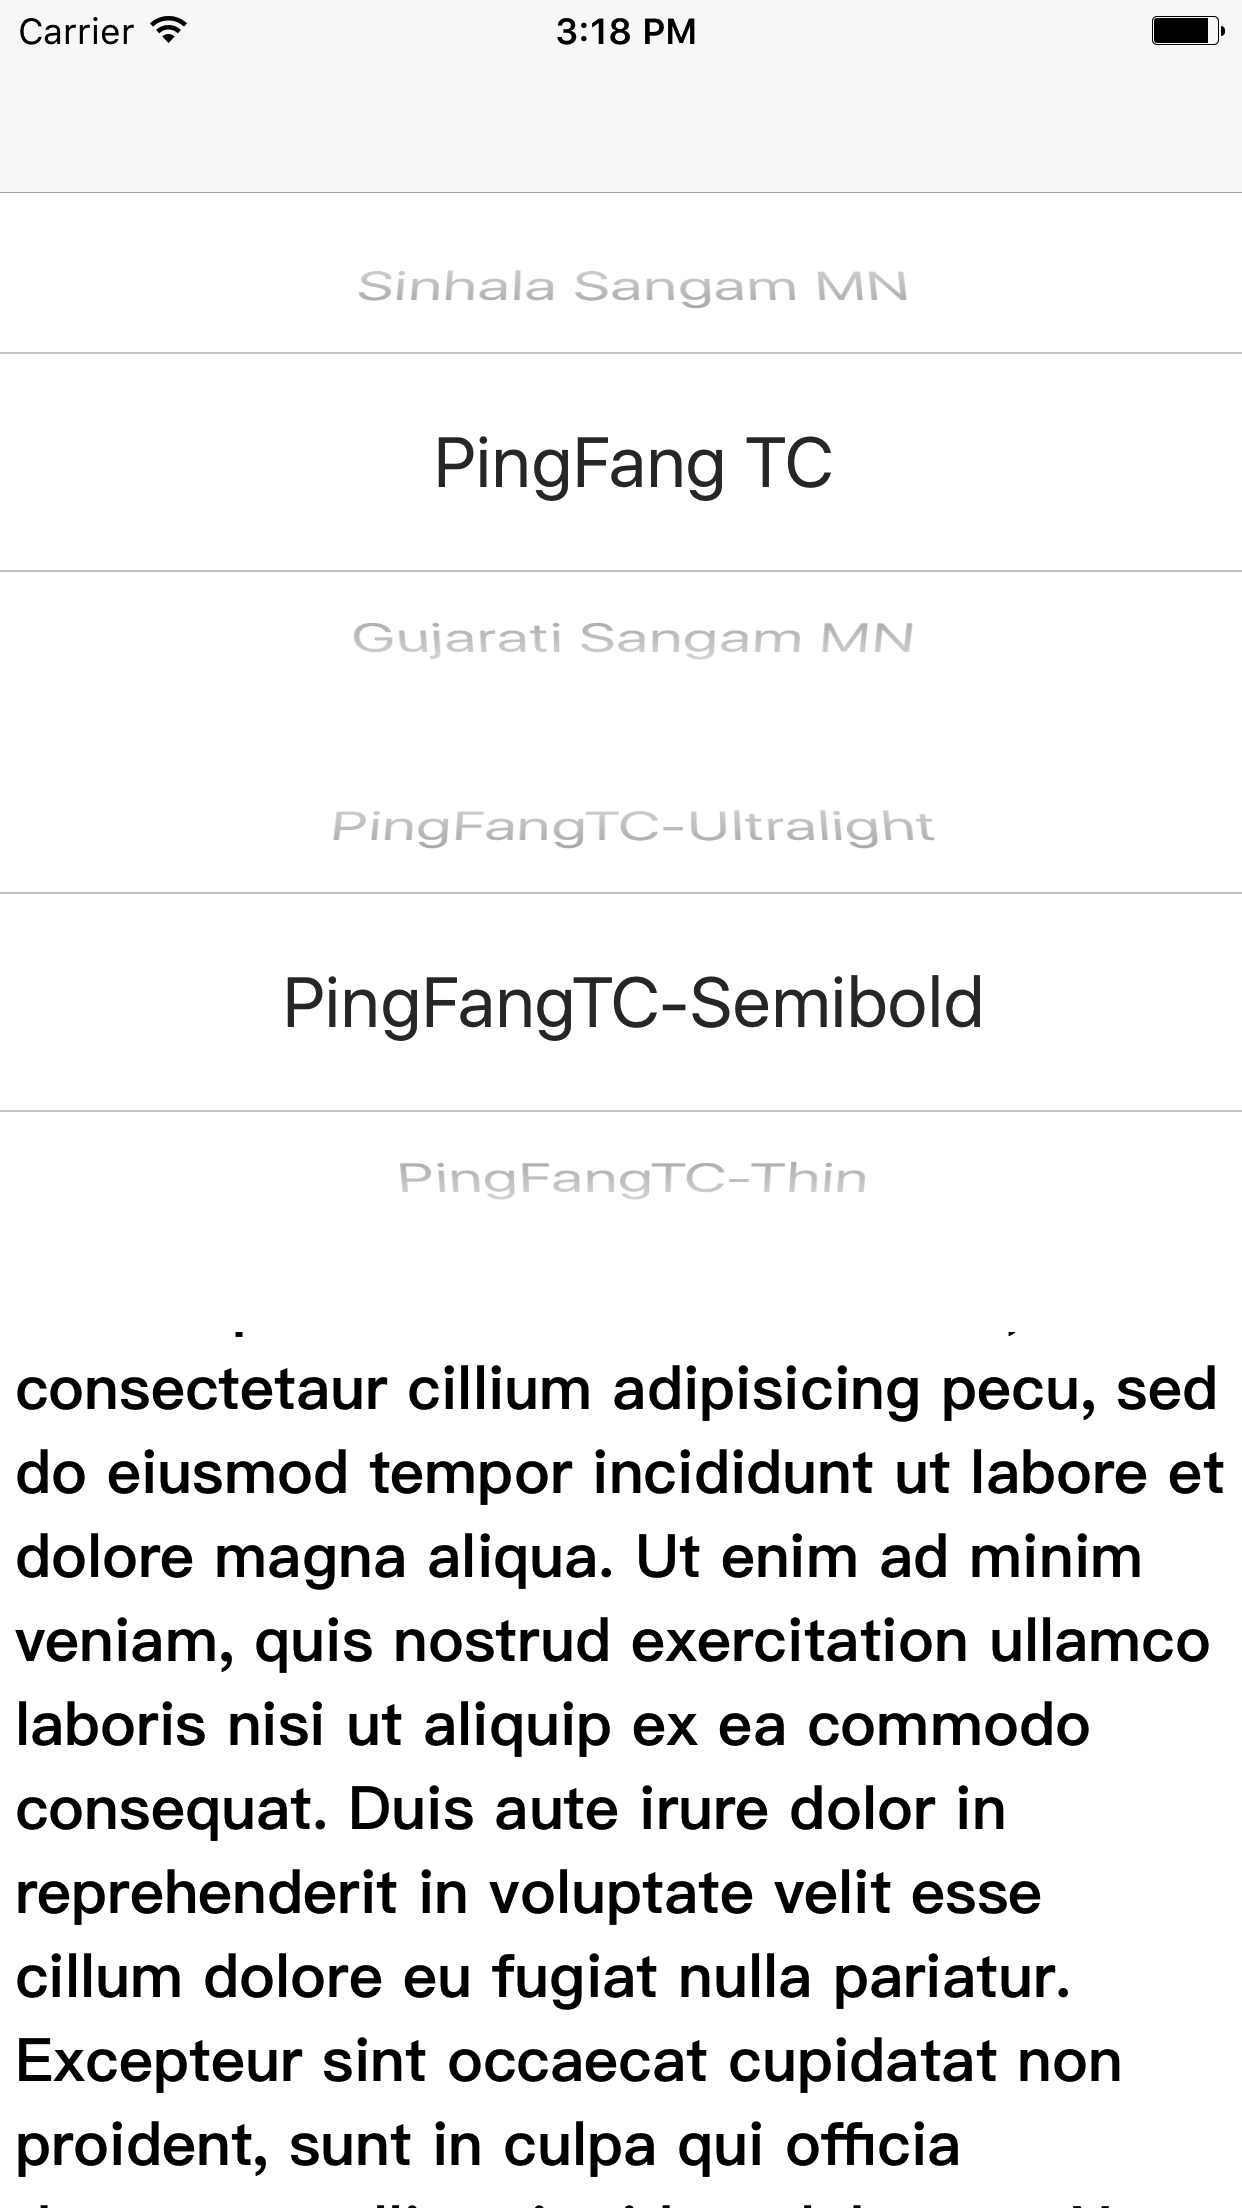 Carrier
3:18 PM
Sinhala Sangam MN
PingFang TC
Gujarati Sangam MN
PingFangTC-Ultralight
PingFangTC-Semibold
PingFangTC-Thin
consectetaur cillium adipisicing pecu, sed
do eiusmod tempor incididunt ut labore et
dolore magna aliqua. Ut enim ad minim
veniam, quis nostrud exercitation ullamco
laboris nisi ut aliquip ex ea commodo
consequat. Duis aute irure dolor in
reprehenderit in voluptate velit esse
cillum dolore eu fugiat nulla pariatur.
Excepteur sint occaecat cupidatat non
proident, sunt in culpa qui officia